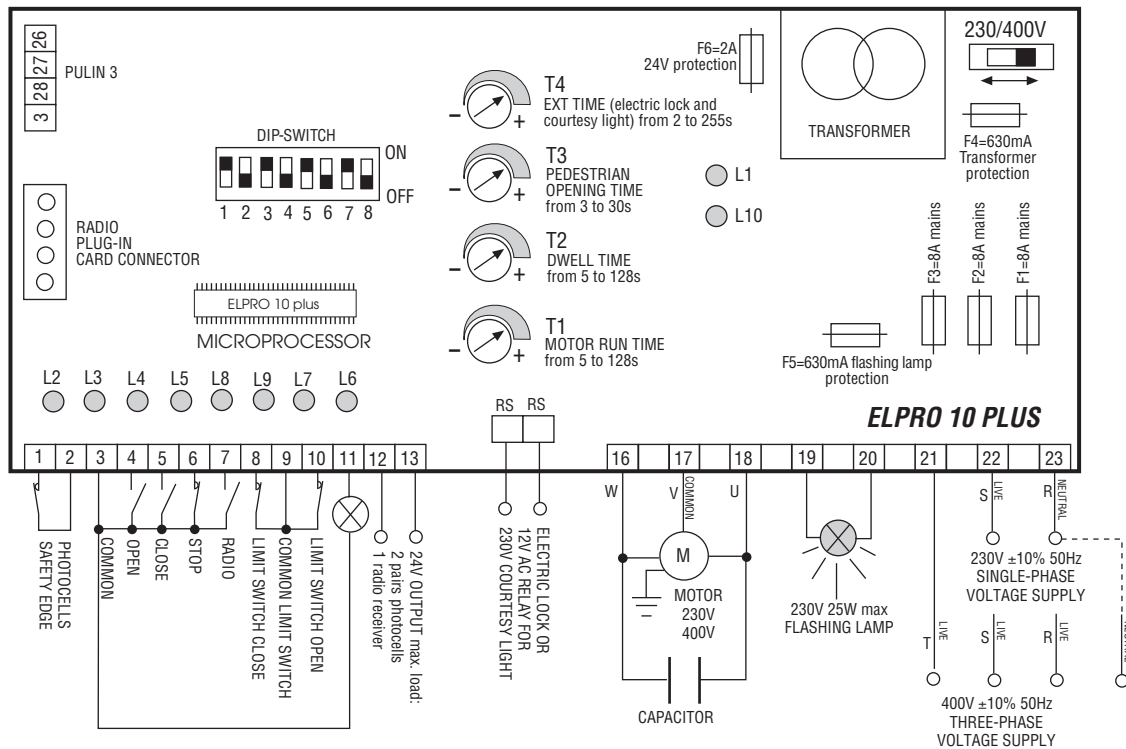 230/400V
F6=2A
24V protection
26
27
28
3
PULIN 3
T4
EXT TIME (electric lock and
courtesy light) from 2 to 255s
- +
TRANSFORMER
F4=630mA
Transformer
protection
DIP-SWITCH
ON
OFF
1 2 3 4 5 6 7 8
T3
PEDESTRIAN
OPENING TIME
from 3 to 30s
- +
L1
L10
RADIO
PLUG-IN
CARD CONNECTOR
T2
DWELL TIME
from 5 to 128s
- +
F3=8A mains
F2=8A mains
F1=8A mains
ELPRO 10 plus
MICROPROCESSOR
T1
MOTOR RUN TIME
from 5 to 128s
- +
F5=630mA flashing lamp
protection
L2 L3 L4 L5 L8 L9 L7 L6
RS RS
ELPRO 10 PLUS
1 2 3 4 5 6 7 8 9 10 11 12 13
16 17 18 19 20 21 22 23
PHOTOCELLS
SAFETY EDGE
COMMON
OPEN
CLOSE
STOP
RADIO
LIMIT SWITCH CLOSE
COMMON LIMIT SWITCH
LIMIT SWITCH OPEN
24V OUTPUT max. load:
2 pairs photocells
1 radio receiver
ELECTRIC LOCK OR
12V AC RELAY FOR
230V COURTESY LIGHT
W V COMMON U
M
MOTOR
230V
400V
CAPACITOR
230V 25W max
FLASHING LAMP
S LIVE
R NEUTRAL
230V ±10% 50Hz
SINGLE-PHASE
VOLTAGE SUPPLY
T LIVE
S LIVE
R LIVE
400V ±10% 50Hz
THREE-PHASE
VOLTAGE SUPPLY